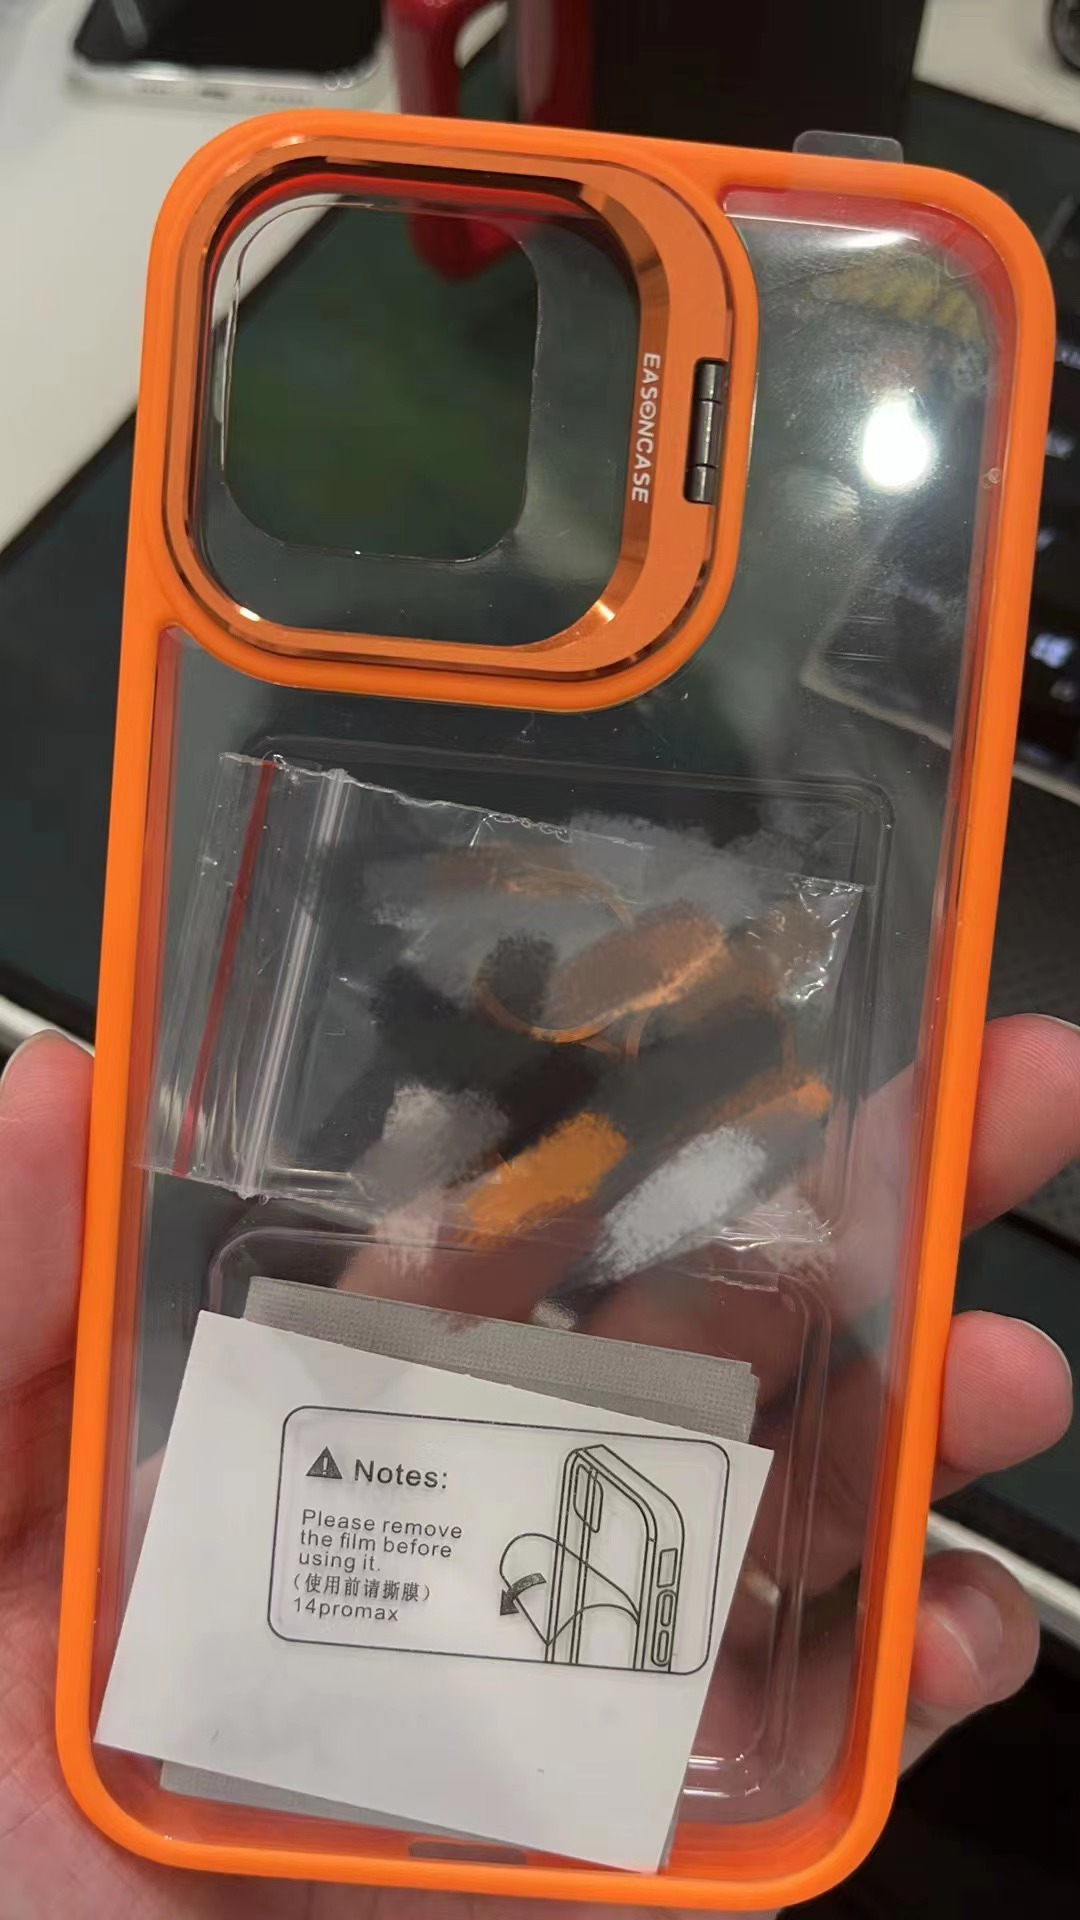 EASONCASE
Notes:
Please remove
the film before
using it.
(使用前请撕膜)
14promax